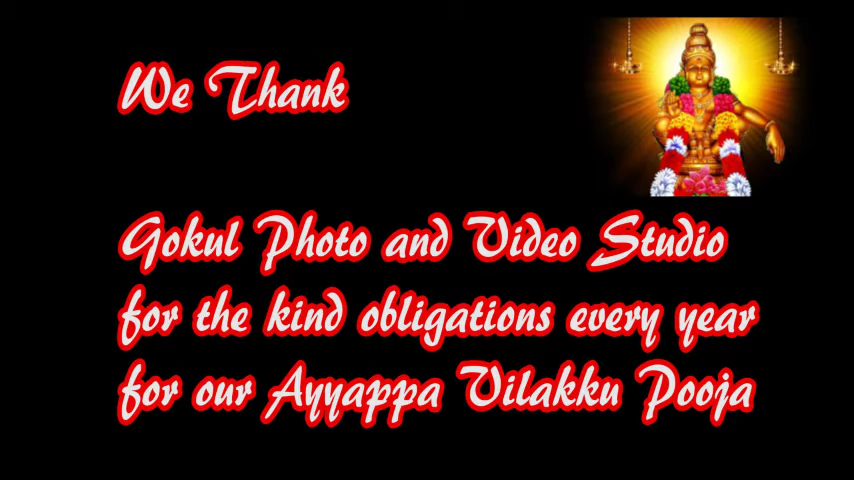 We Thank
Gokul Photo and Video Studio
for the kind obligations every year
for our Ayyappa Vilakku Pooja